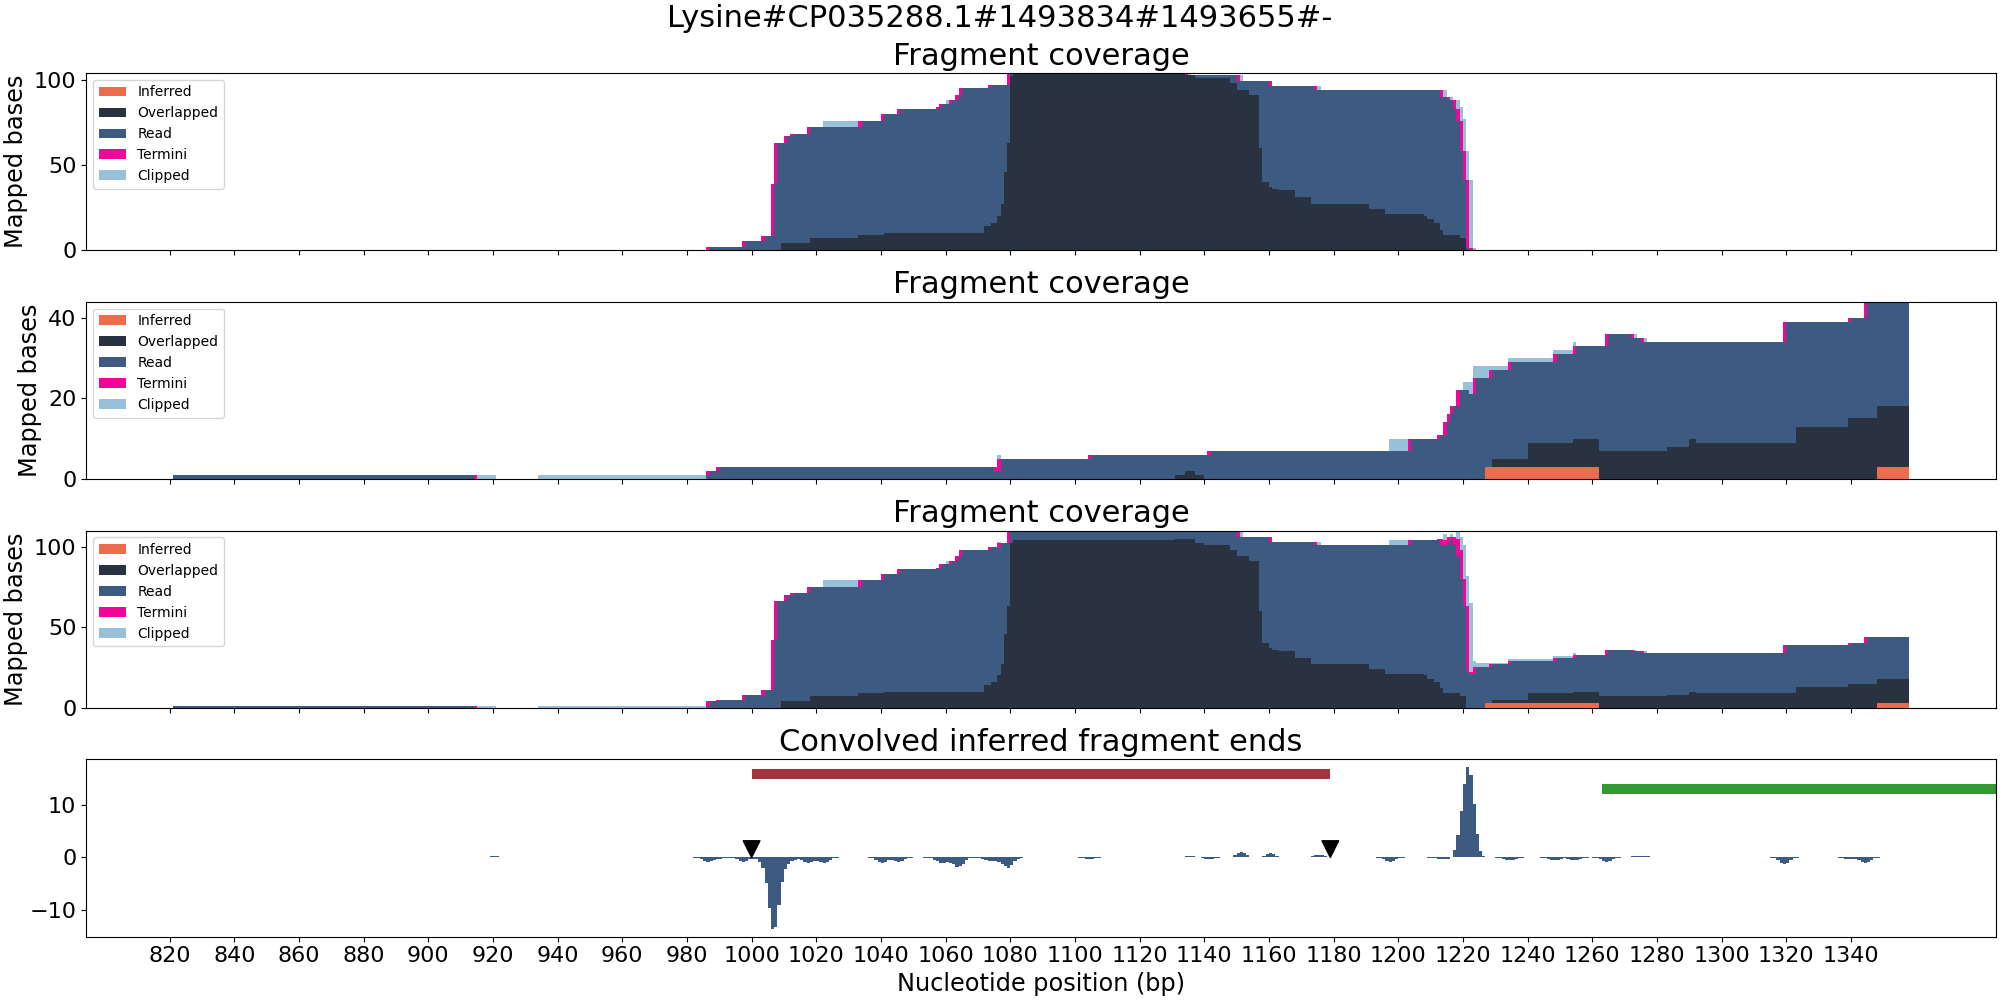 Lysine#CP035288.1#1493834#1493655#-
Fragment coverage
Mapped bases
100
50
0
Inferred
Overlapped
Read
Termini
Clipped
Fragment coverage
Mapped bases
40
20
0
Inferred
Overlapped
Read
Termini
Clipped
Fragment coverage
Mapped bases
100
50
0
Inferred
Overlapped
Read
Termini
Clipped
Convolved inferred fragment ends
10
0
−10
820 840 860 880 900 920 940 960 980 1000 1020 1040 1060 1080 1100 1120 1140 1160 1180 1200 1220 1240 1260 1280 1300 1320 1340
Nucleotide position (bp)